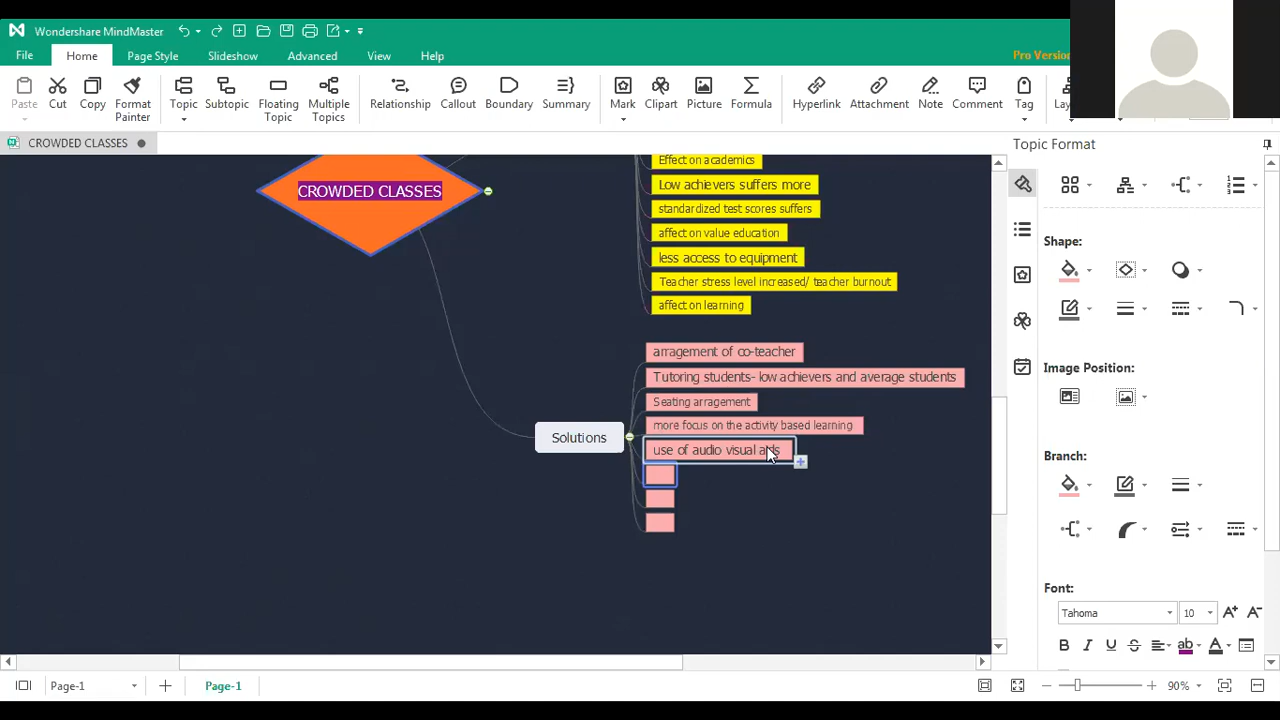 Wondershare MindMaster
File
Home
Page Style
Slideshow
Advanced
View
Help
Pro Version
Paste
Cut
Copy
Format
Painter
Topic
Subtopic
Floating
Topic
Multiple
Topics
Relationship
Callout
Boundary
Summary
Mark
Clipart
Picture
Formula
Hyperlink
Attachment
Note
Comment
Tag
CROWDED CLASSES
Topic Format
CROWDED CLASSES
Effect on academics
Low achievers suffers more
standardized test scores suffers
affect on value education
less access to equipment
Teacher stress level increased/ teacher burnout
affect on learning
Solutions
arragement of co-teacher
Tutoring students- low achievers and average students
Seating arragement
more focus on the activity based learning
use of audio visual aids
Shape:
Image Position:
Branch:
Font:
Tahoma
10
A+
A-
B
I
U
S
ab
A
Page-1
Page-1
90%